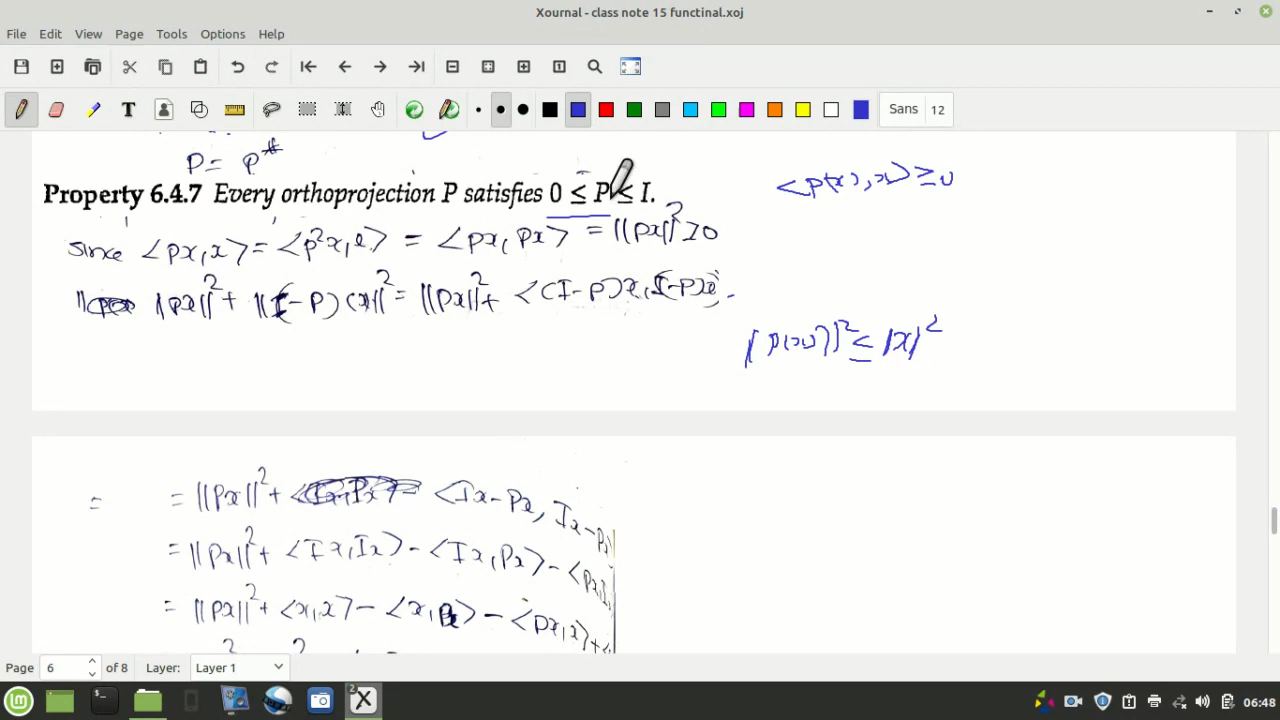 Xournal - class note 15 functinal.xoj
File Edit View Page Tools Options Help
T Sans 12
P = P*
Property 6.4.7 Every orthoprojection P satisfies 0 ≤ P ≤ I.
<P(x), x> ≥ 0
Since <Px, x> = <P²x, x> = <Px, Px> = ||Px||² ≥ 0
||Px||² + ||(I-P)(x)||² = ||Px||² + <(I-P)x, (I-P)x>
||P(x)||² ≤ ||x||²
= = ||Px||² + <Ix-Px, Ix-Px
= ||Px||² + <Ix, Ix> - <Ix, Px> - <Px, I
= ||Px||² + <x, x> - <x, Px> - <Px, x> +
Page 6 of 8 Layer: Layer 1
2 06:48